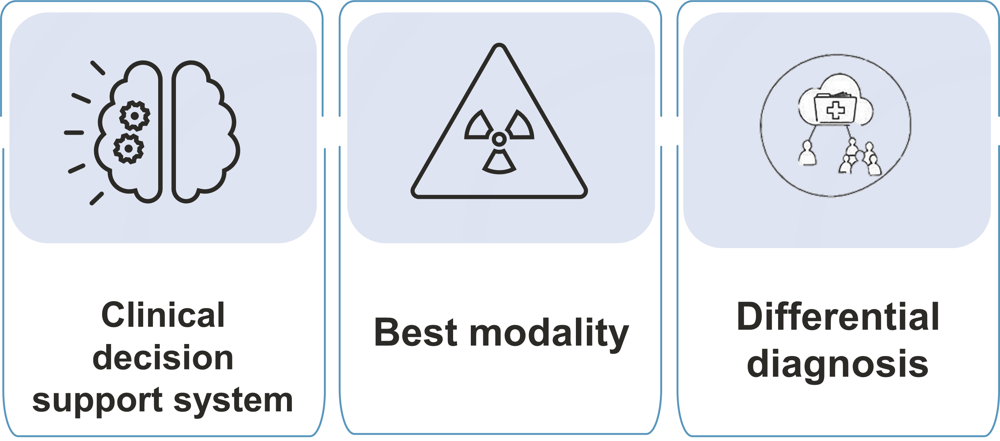 Clinical
decision
support system
Best modality
Differential
diagnosis